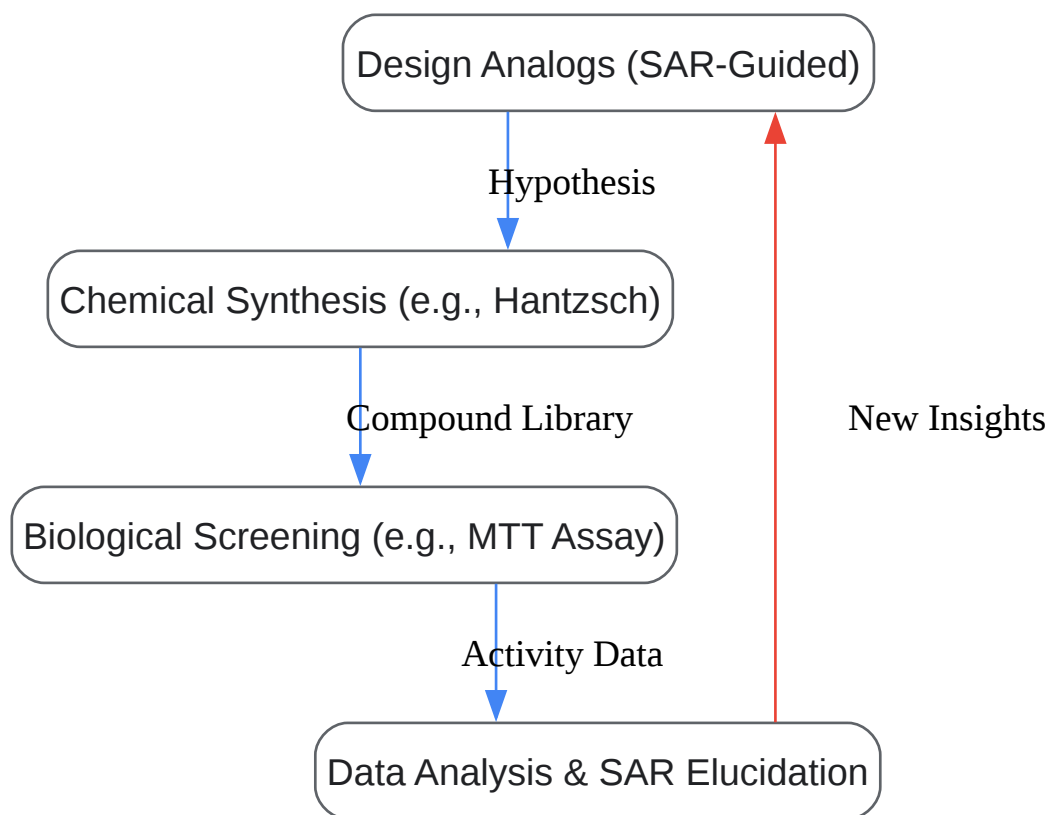 Design Analogs (SAR-Guided)
Hypothesis
Chemical Synthesis (e.g., Hantzsch)
Compound Library
New Insights
Biological Screening (e.g., MTT Assay)
Activity Data
Data Analysis & SAR Elucidation